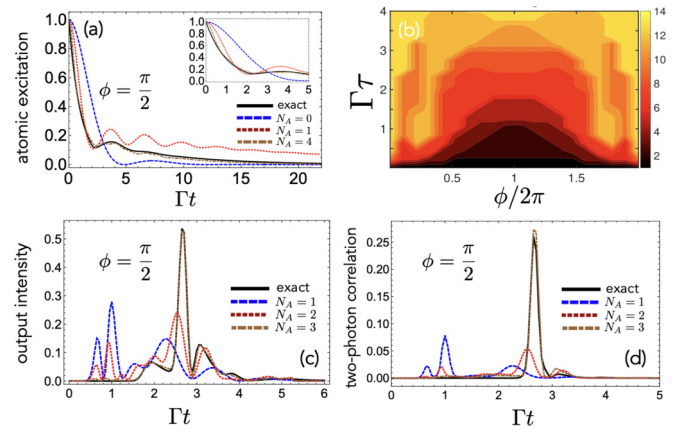 (a)
atomic excitation
1.0
0.8
0.6
0.4
0.2
0.0
0 5 10 15 20
Γt
ϕ = π/2
exact
N_A = 0
N_A = 1
N_A = 4
1.0
0.8
0.6
0.4
0.2
0.0
0 1 2 3 4 5
(b)
Γτ
4
3
2
1
0.5 1 1.5
ϕ/2π
14
12
10
8
6
4
2
(c)
output intensity
0.5
0.4
0.3
0.2
0.1
0.0
0 1 2 3 4 5 6
Γt
ϕ = π/2
exact
N_A = 1
N_A = 2
N_A = 3
(d)
two-photon correlation
0.25
0.20
0.15
0.10
0.05
0.00
0 1 2 3 4 5
Γt
ϕ = π/2
exact
N_A = 1
N_A = 2
N_A = 3